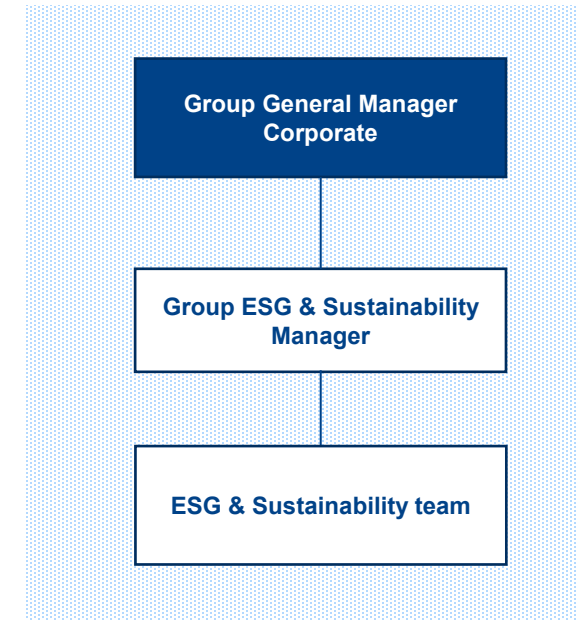 Group General Manager
Corporate
Group ESG & Sustainability
Manager
ESG & Sustainability team